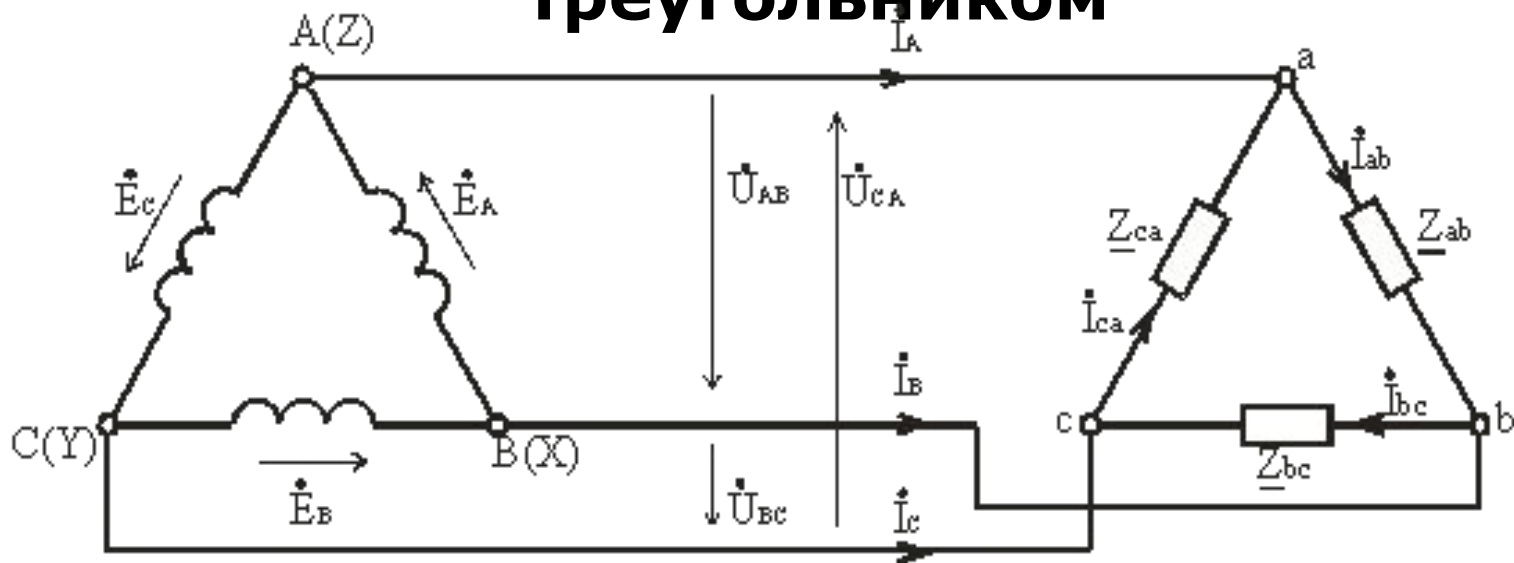 треугольником
A(Z)
İA
a
ĖC
ĖA
U̇AB
U̇CA
İab
Zca
Zab
İca
İB
İbc
C(Y)
B(X)
c
b
Zbc
ĖB
U̇BC
İC